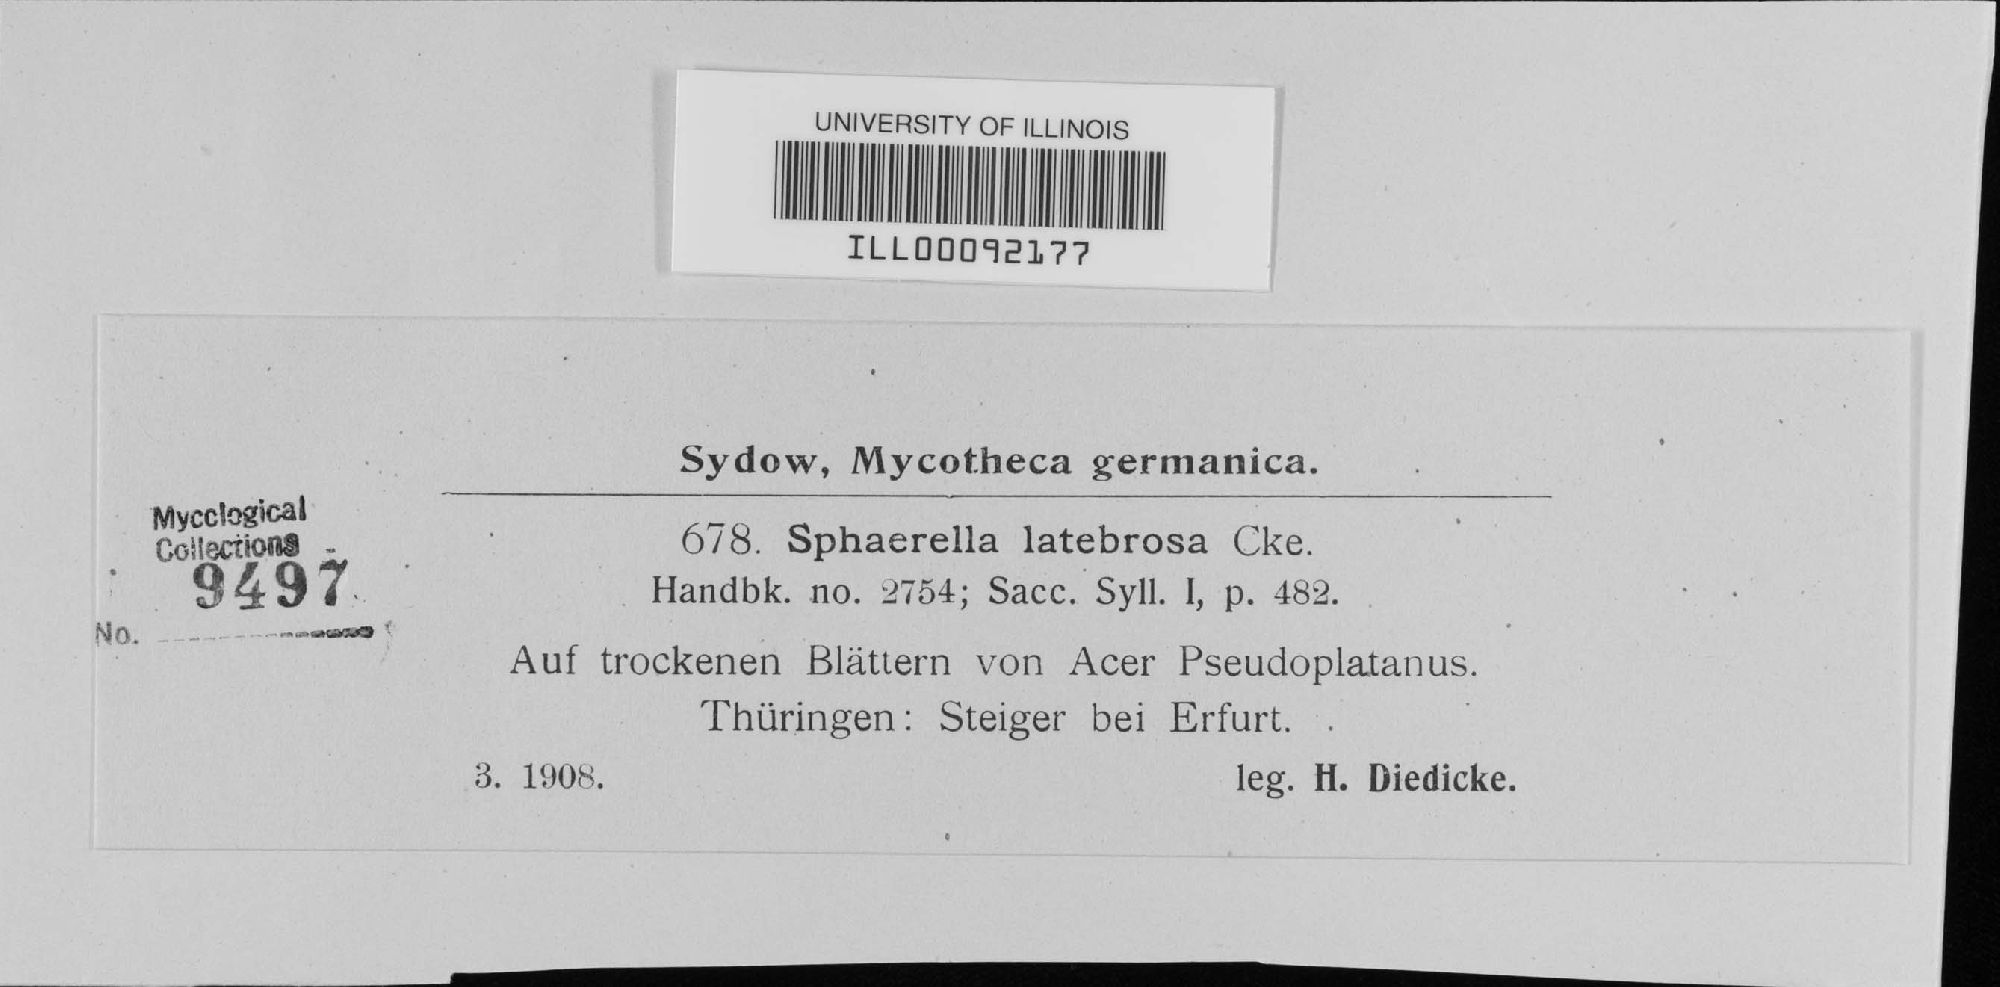 UNIVERSITY OF ILLINOIS
ILL00092177
Sydow, Mycotheca germanica.
Mycological
Collections
9497
No.
678. Sphaerella latebrosa Cke.
Handbk. no. 2754; Sacc. Syll. I, p. 482.
Auf trockenen Blättern von Acer Pseudoplatanus.
Thüringen: Steiger bei Erfurt.
3. 1908. leg. H. Diedicke.